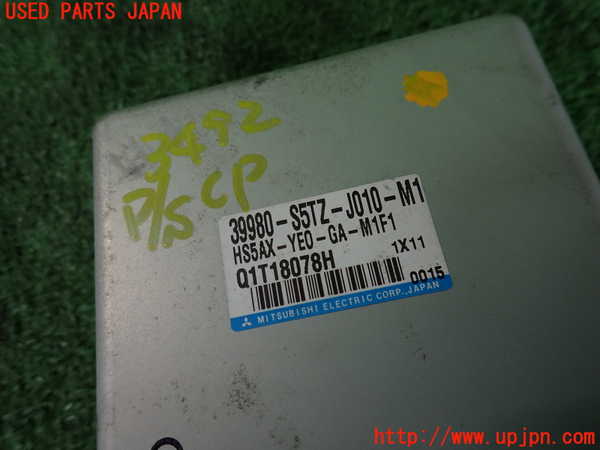 USED PARTS JAPAN
3492
P/S CP
39980-S5TZ-J010-M1
HS5AX-YE0-GA-M1F1
Q1T18078H 1X11
0015
MITSUBISHI ELECTRIC CORP., JAPAN
http://www.upjpn.com